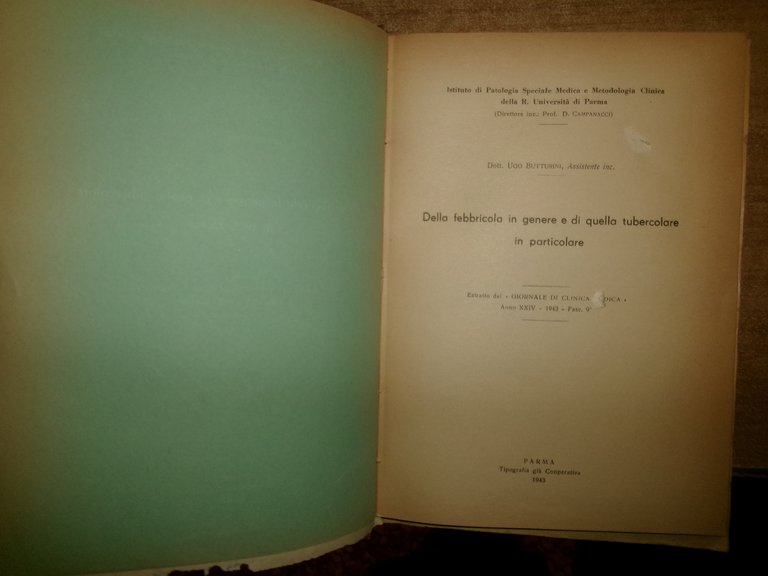 Istituto di Patologia Speciale Medica e Metodologia Clinica
della R. Università di Parma
(Direttore inc.: Prof. D. CAMPANACCI)
Dott. UGO BUTTURINI, Assistente inc.
Della febbricola in genere e di quella tubercolare
in particolare
Estratto dal « GIORNALE DI CLINICA DICA »
Anno XXIV - 1943 - Fasc. 9°
PARMA
Tipografia già Cooperativa
1943